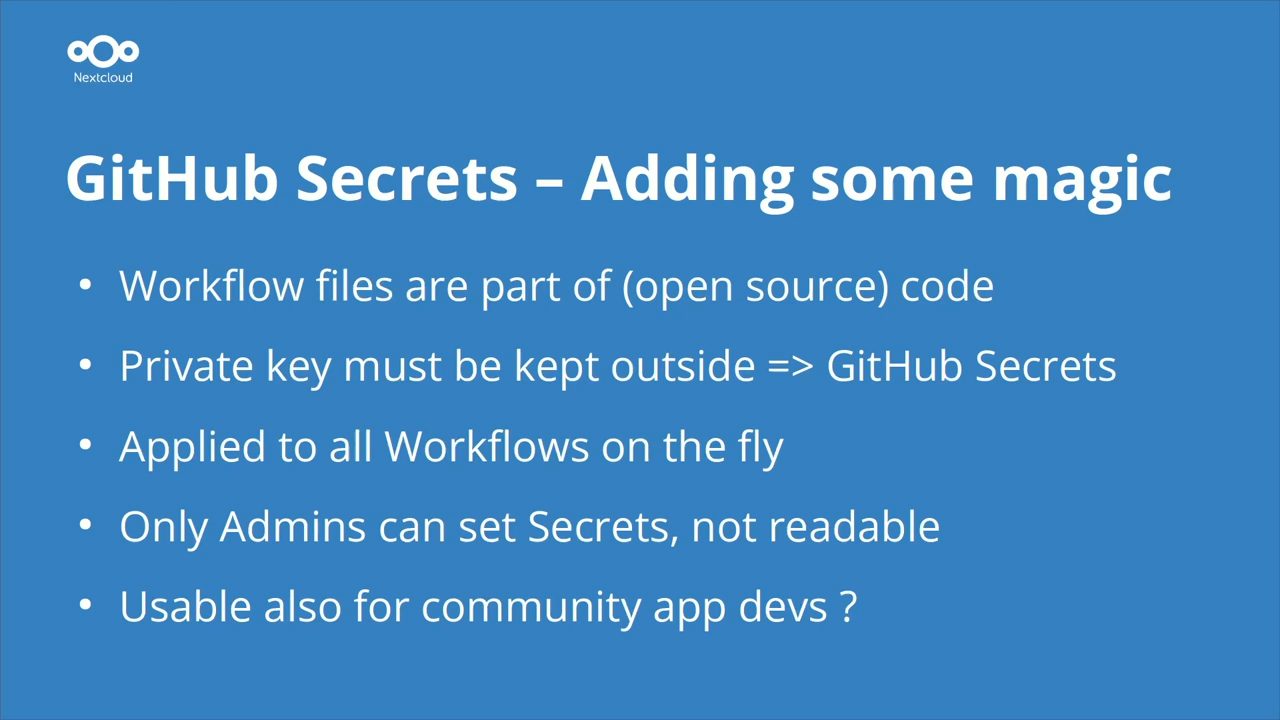 Nextcloud
GitHub Secrets – Adding some magic
• Workflow files are part of (open source) code
• Private key must be kept outside => GitHub Secrets
• Applied to all Workflows on the fly
• Only Admins can set Secrets, not readable
• Usable also for community app devs ?